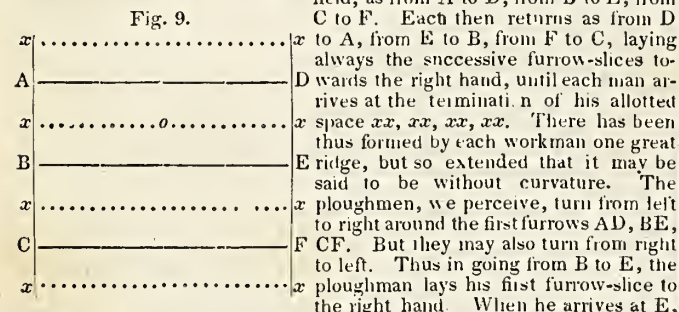 Fig. 9.
x x
A D
x o x
B E
x x
C F
x x
field, as from A to D, from B to E, from
C to F. Each then returns as from D
to A, from E to B, from F to C, laying
always the snccessive furrow-slices to-
wards the right hand, until each man ar-
rives at the teiminati.n of his allotted
space xx, xx, xx, xx. There has been
thus formed by each workman one great
ridge, but so extended that it may be
said to be without curvature. The
ploughmen, we perceive, turn from left
to right around the first furrows AD, BE,
CF. But they may also turn from right
to left. Thus in going from B to E, the
ploughman lays his fiist furrow-slice to
the right hand. When he arrives at E,